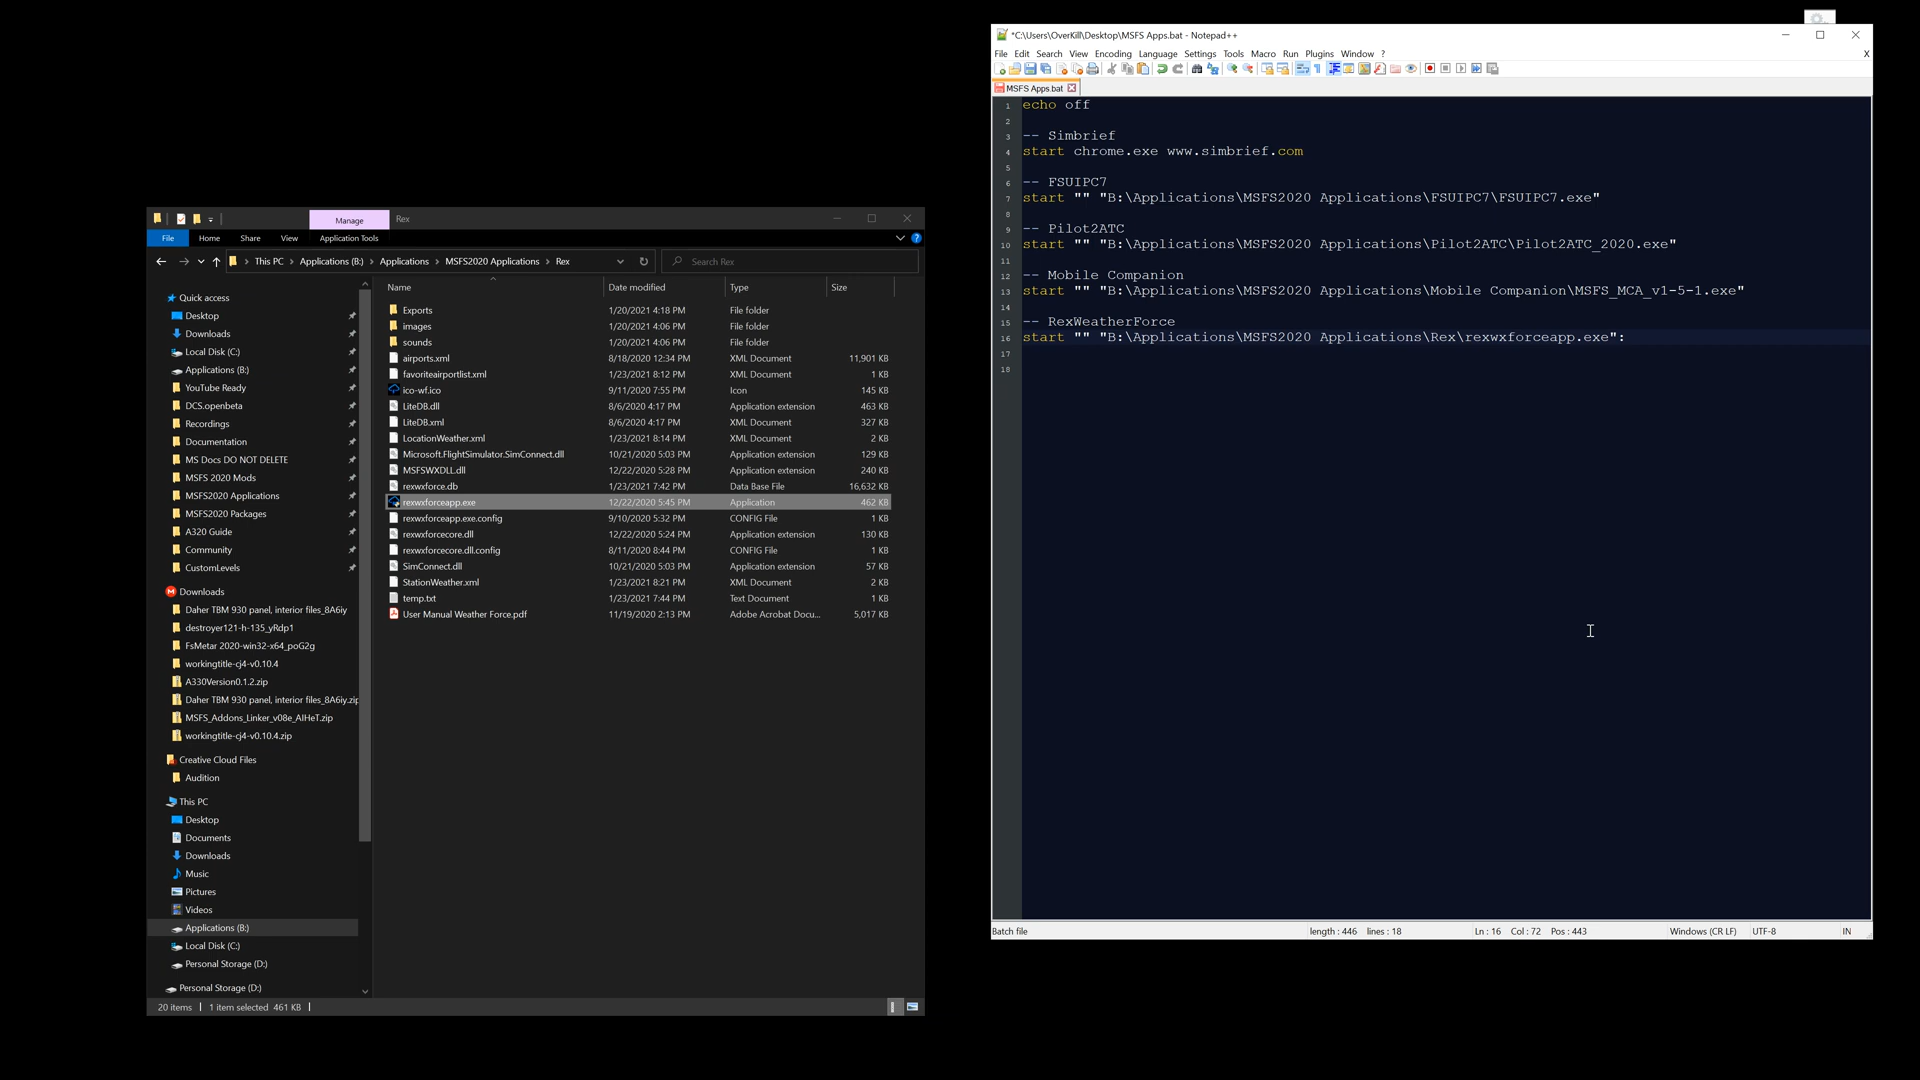 Manage
Rex
File
Home
Share
View
Application Tools
This PC > Applications (B:) > Applications > MSFS2020 Applications > Rex
Search Rex
Quick access
Desktop
Downloads
Local Disk (C:)
Applications (B:)
YouTube Ready
DCS.openbeta
Recordings
Documentation
MS Docs DO NOT DELETE
MSFS 2020 Mods
MSFS2020 Applications
MSFS2020 Packages
A320 Guide
Community
CustomLevels
Downloads
Daher TBM 930 panel, interior files_8A6iy
destroyer121-h-135_yRdp1
FsMetar 2020-win32-x64_poG2g
workingtitle-cj4-v0.10.4
A330Version0.1.2.zip
Daher TBM 930 panel, interior files_8A6iy.zip
MSFS_Addons_Linker_v08e_AIHeT.zip
workingtitle-cj4-v0.10.4.zip
Creative Cloud Files
Audition
This PC
Desktop
Documents
Downloads
Music
Pictures
Videos
Applications (B:)
Local Disk (C:)
Personal Storage (D:)
Personal Storage (D:)
Name Date modified Type Size
Exports 1/20/2021 4:18 PM File folder
images 1/20/2021 4:06 PM File folder
sounds 1/20/2021 4:06 PM File folder
airports.xml 8/18/2020 12:34 PM XML Document 11,901 KB
favoriteairportlist.xml 1/23/2021 8:12 PM XML Document 1 KB
ico-wf.ico 9/11/2020 7:55 PM Icon 145 KB
LiteDB.dll 8/6/2020 4:17 PM Application extension 463 KB
LiteDB.xml 8/6/2020 4:17 PM XML Document 327 KB
LocationWeather.xml 1/23/2021 8:14 PM XML Document 2 KB
Microsoft.FlightSimulator.SimConnect.dll 10/21/2020 5:03 PM Application extension 129 KB
MSFSWXDLL.dll 12/22/2020 5:28 PM Application extension 240 KB
rexwxforce.db 1/23/2021 7:42 PM Data Base File 16,632 KB
rexwxforceapp.exe 12/22/2020 5:45 PM Application 462 KB
rexwxforceapp.exe.config 9/10/2020 5:32 PM CONFIG File 1 KB
rexwxforcecore.dll 12/22/2020 5:24 PM Application extension 130 KB
rexwxforcecore.dll.config 8/11/2020 8:44 PM CONFIG File 1 KB
SimConnect.dll 10/21/2020 5:03 PM Application extension 57 KB
StationWeather.xml 1/23/2021 8:21 PM XML Document 2 KB
temp.txt 1/23/2021 7:44 PM Text Document 1 KB
User Manual Weather Force.pdf 11/19/2020 2:13 PM Adobe Acrobat Docu... 5,017 KB
20 items 1 item selected 461 KB
*C:\Users\OverKill\Desktop\MSFS Apps.bat - Notepad++
File Edit Search View Encoding Language Settings Tools Macro Run Plugins Window ? X
MSFS Apps.bat
1 echo off
2
3 -- Simbrief
4 start chrome.exe www.simbrief.com
5
6 -- FSUIPC7
7 start "" "B:\Applications\MSFS2020 Applications\FSUIPC7\FSUIPC7.exe"
8
9 -- Pilot2ATC
10 start "" "B:\Applications\MSFS2020 Applications\Pilot2ATC\Pilot2ATC_2020.exe"
11
12 -- Mobile Companion
13 start "" "B:\Applications\MSFS2020 Applications\Mobile Companion\MSFS_MCA_v1-5-1.exe"
14
15 -- RexWeatherForce
16 start "" "B:\Applications\MSFS2020 Applications\Rex\rexwxforceapp.exe":
17
18
Batch file length : 446 lines : 18 Ln : 16 Col : 72 Pos : 443 Windows (CR LF) UTF-8 IN